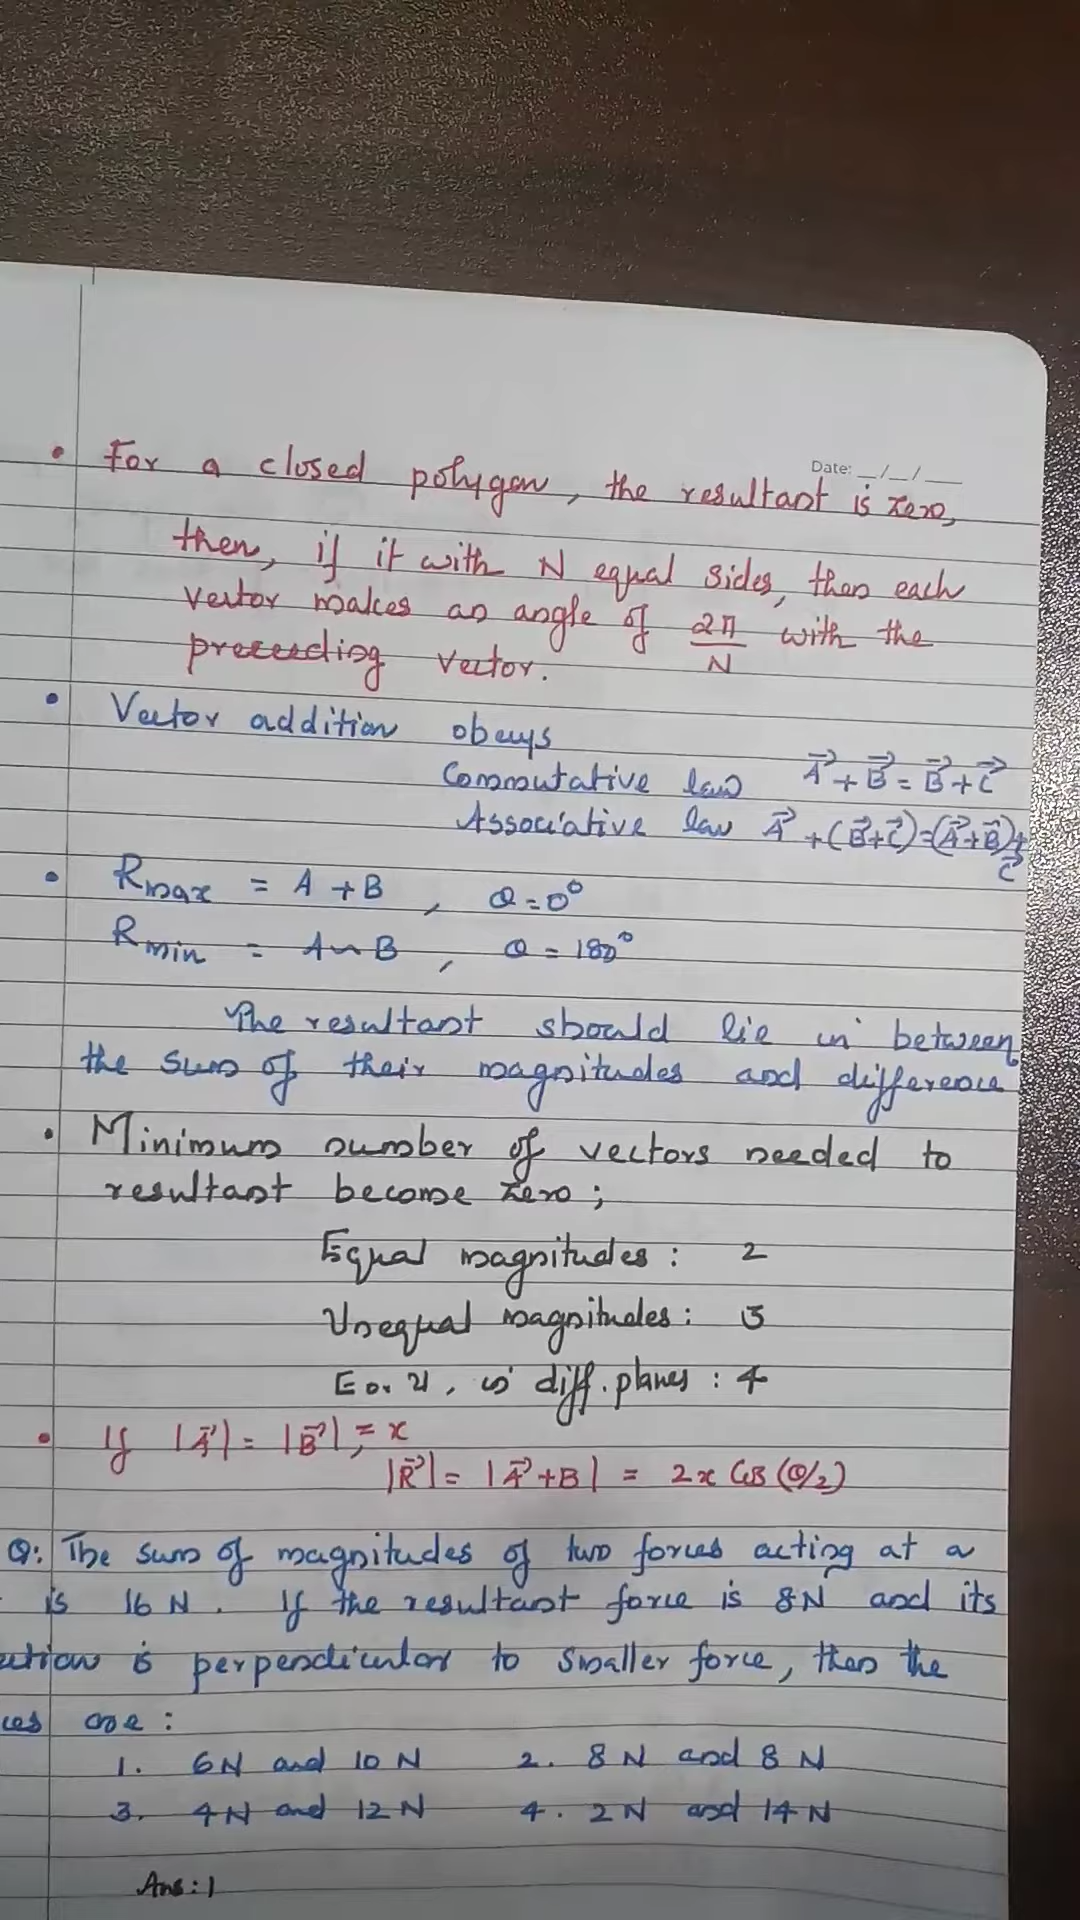 Date: __/__/__
• For a closed polygon, the resultant is zero,
then, if it with N equal sides, then each
vector makes an angle of 2π/N with the
preceeding vector.
• Vector addition obeys
Commutative law A⃗ + B⃗ = B⃗ + C⃗
Associative law A⃗ + (B⃗+C⃗) = (A⃗+B⃗)+C⃗
• Rmax = A + B , θ = 0°
Rmin = A ~ B , θ = 180°
The resultant should lie in between
the sum of their magnitudes and difference
• Minimum number of vectors needed to
resultant become zero ;
Equal magnitudes : 2
Unequal magnitudes : 3
E or U, in diff. planes : 4
• If |A⃗| = |B⃗| = x
|R⃗| = |A⃗+B| = 2x Cos (θ/2)
Q: The sum of magnitudes of two forces acting at a
is 16 N . If the resultant force is 8N and its
ction is perpendicular to smaller force, then the
ces are :
1. 6N and 10 N 2. 8 N and 8 N
3. 4N and 12N 4. 2N and 14N
Ans : 1